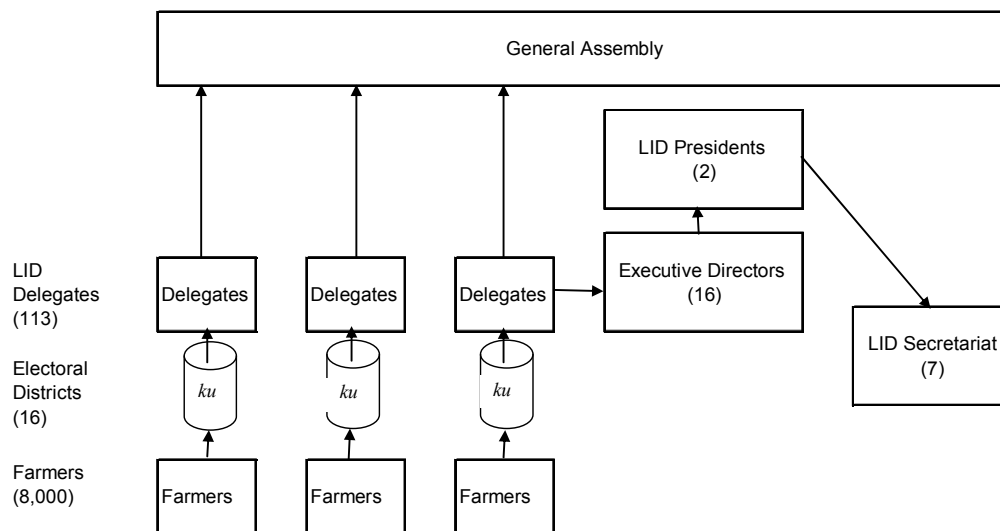 General Assembly
LID Presidents
(2)
LID
Delegates
(113)
Delegates
Delegates
Delegates
Executive Directors
(16)
LID Secretariat
(7)
Electoral
Districts
(16)
ku
ku
ku
Farmers
(8,000)
Farmers
Farmers
Farmers